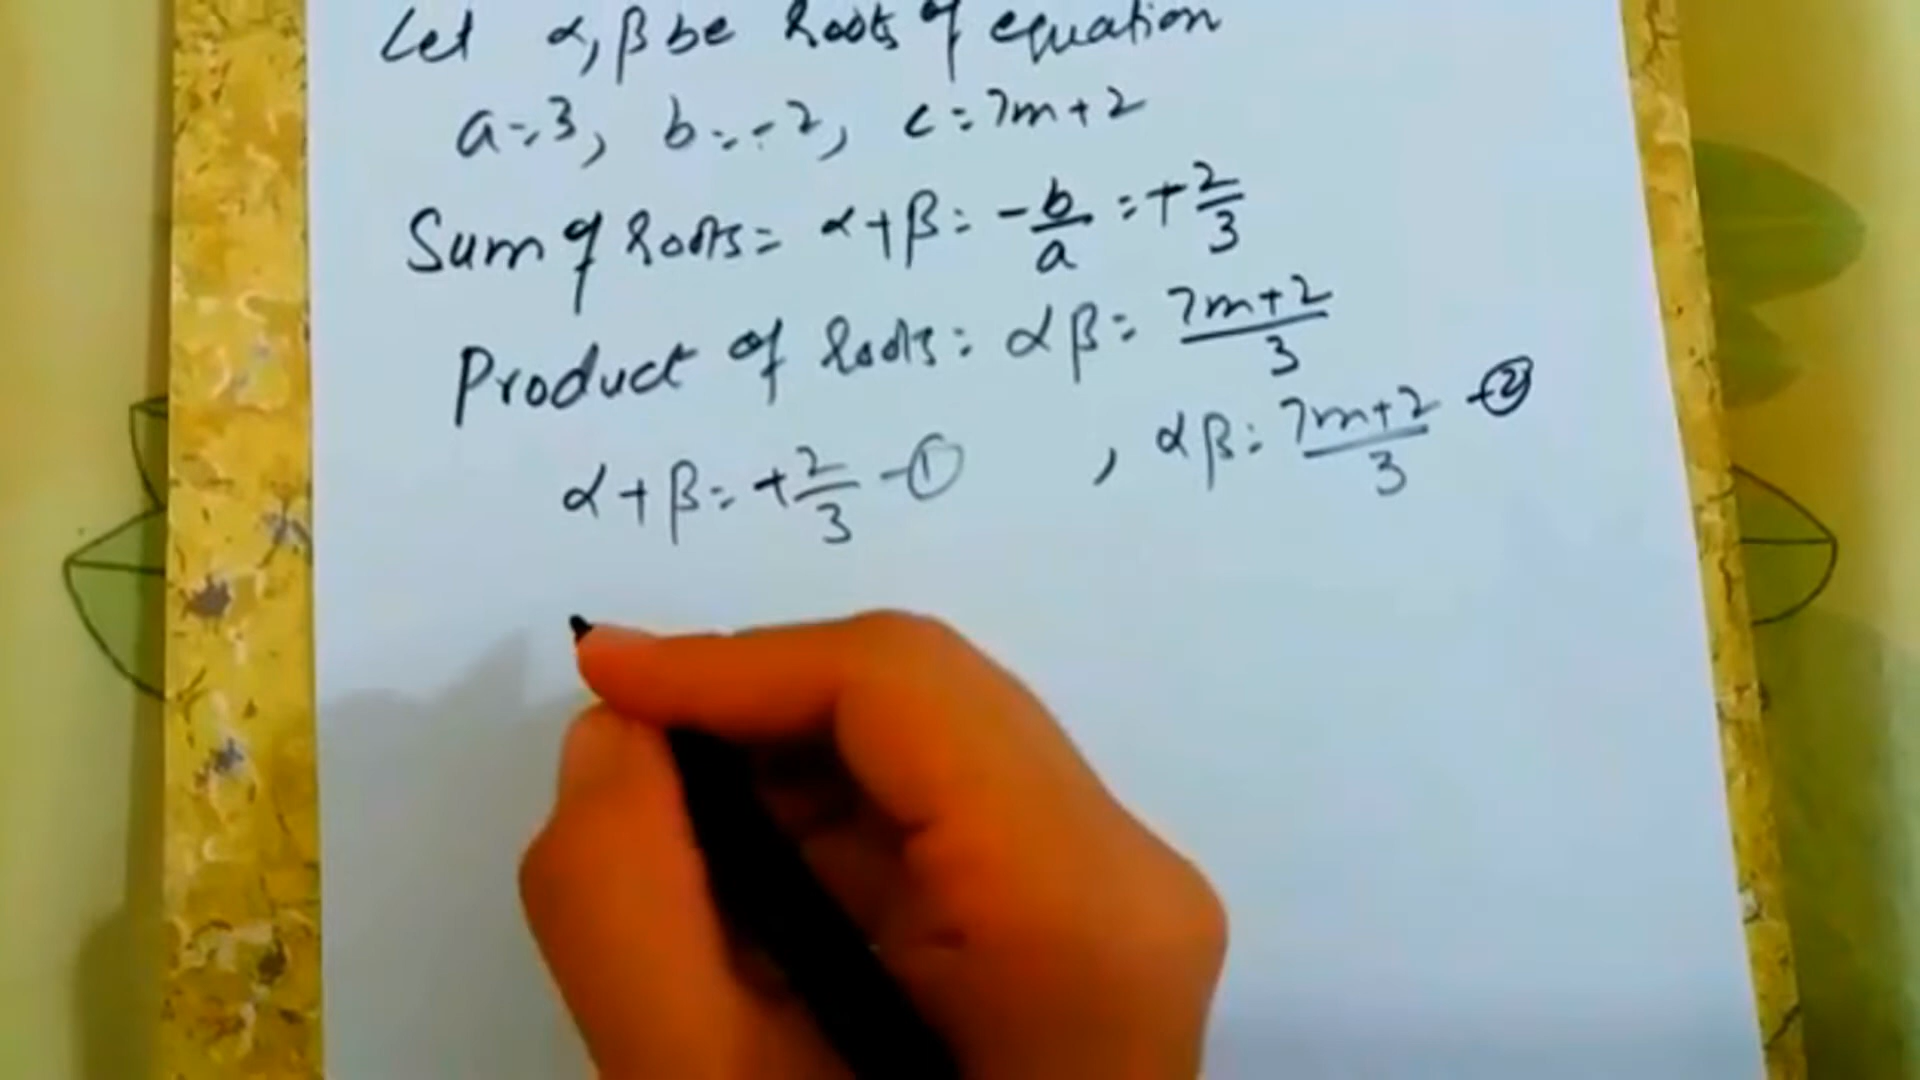 Let α, β be Roots of equation
a = 3, b = -2, c = 7m + 2
Sum of Roots = α + β = -b/a = +2/3
Product of Roots = αβ = 7m+2/3
α + β = +2/3 - ① , αβ = 7m+2/3 - ②